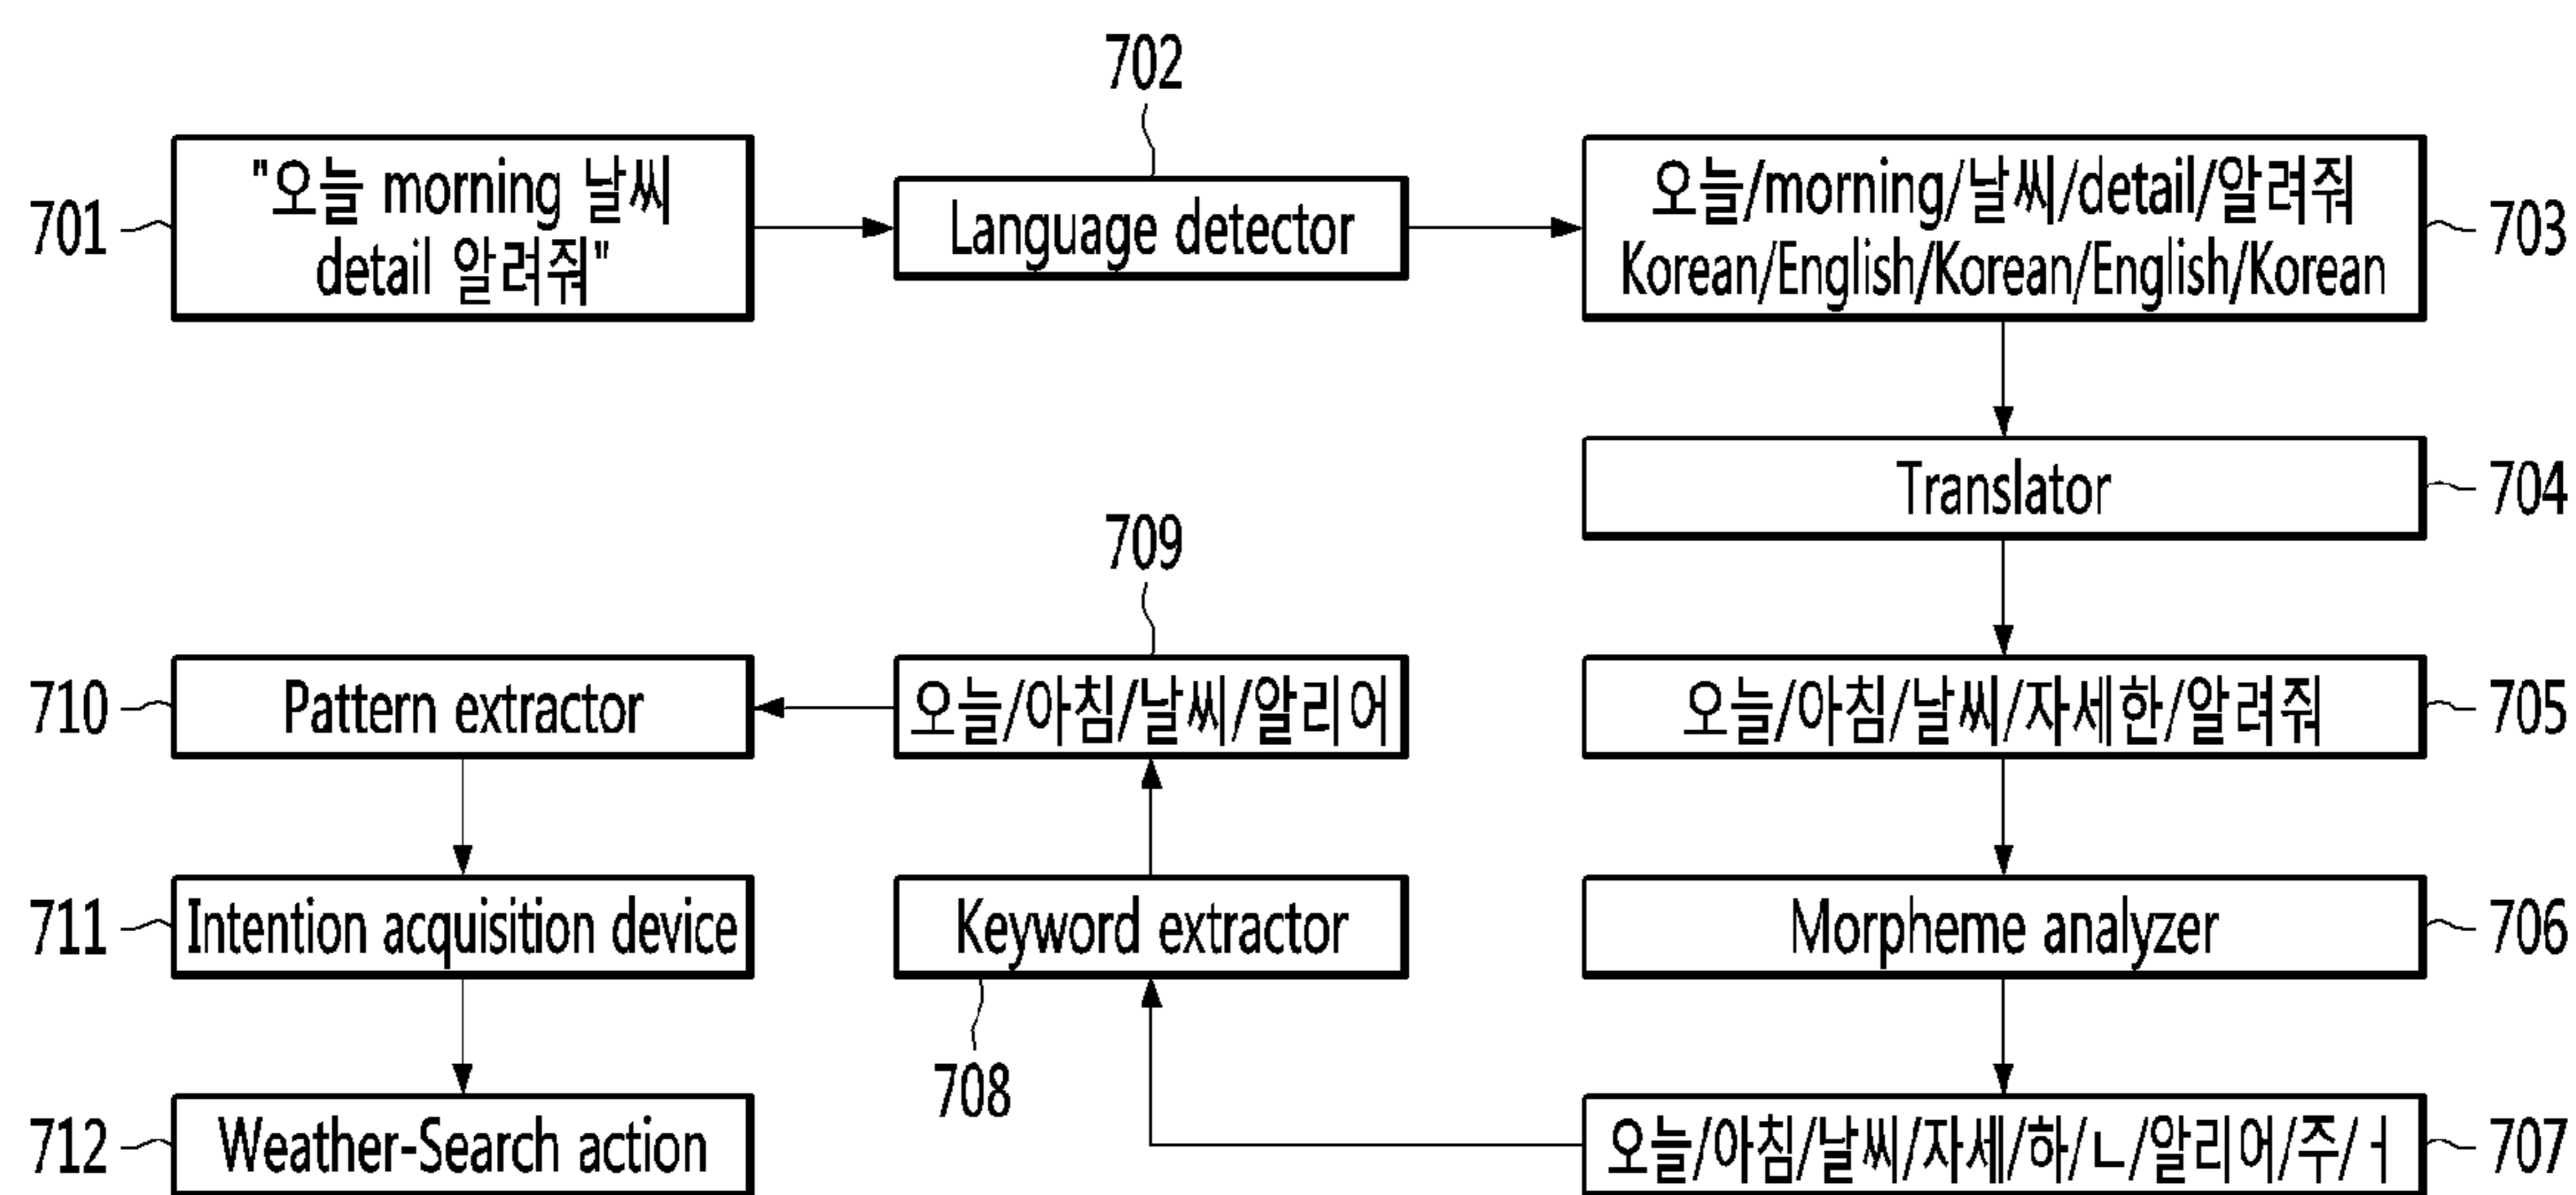 702
701
"오늘 morning 날씨
detail 알려줘"
Language detector
오늘/morning/날씨/detail/알려줘
Korean/English/Korean/English/Korean
703
Translator
704
709
710
Pattern extractor
오늘/아침/날씨/알리어
오늘/아침/날씨/자세한/알려줘
705
711
Intention acquisition device
Keyword extractor
Morpheme analyzer
706
708
712
Weather-Search action
오늘/아침/날씨/자세/하/ㄴ/알리어/주/ㅓ
707